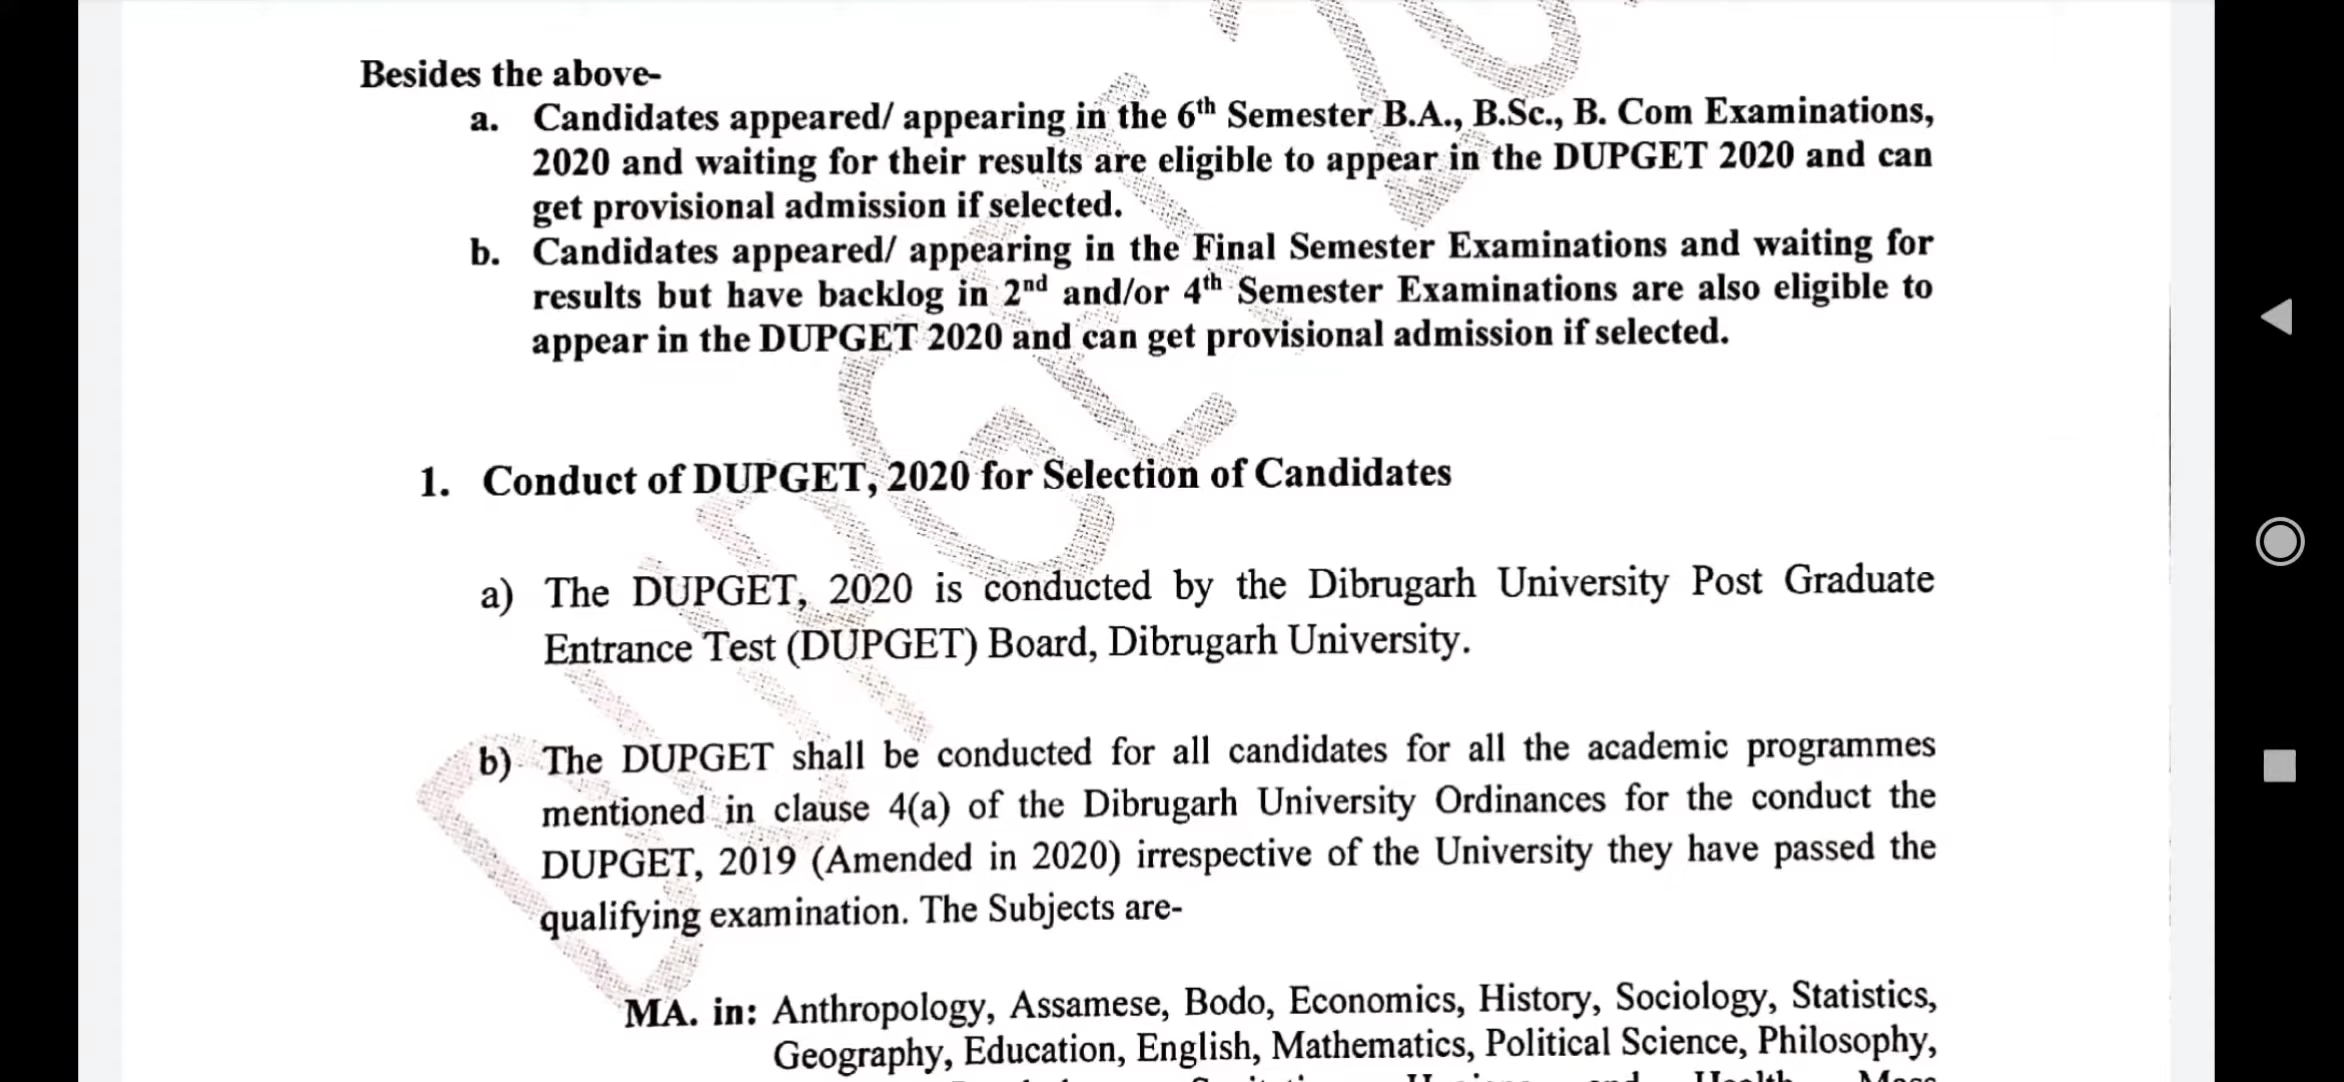 Besides the above-
a. Candidates appeared/ appearing in the 6th Semester B.A., B.Sc., B. Com Examinations,
2020 and waiting for their results are eligible to appear in the DUPGET 2020 and can
get provisional admission if selected.
b. Candidates appeared/ appearing in the Final Semester Examinations and waiting for
results but have backlog in 2nd and/or 4th Semester Examinations are also eligible to
appear in the DUPGET 2020 and can get provisional admission if selected.
1. Conduct of DUPGET, 2020 for Selection of Candidates
a) The DUPGET, 2020 is conducted by the Dibrugarh University Post Graduate
Entrance Test (DUPGET) Board, Dibrugarh University.
b) The DUPGET shall be conducted for all candidates for all the academic programmes
mentioned in clause 4(a) of the Dibrugarh University Ordinances for the conduct the
DUPGET, 2019 (Amended in 2020) irrespective of the University they have passed the
qualifying examination. The Subjects are-
MA. in: Anthropology, Assamese, Bodo, Economics, History, Sociology, Statistics,
Geography, Education, English, Mathematics, Political Science, Philosophy,